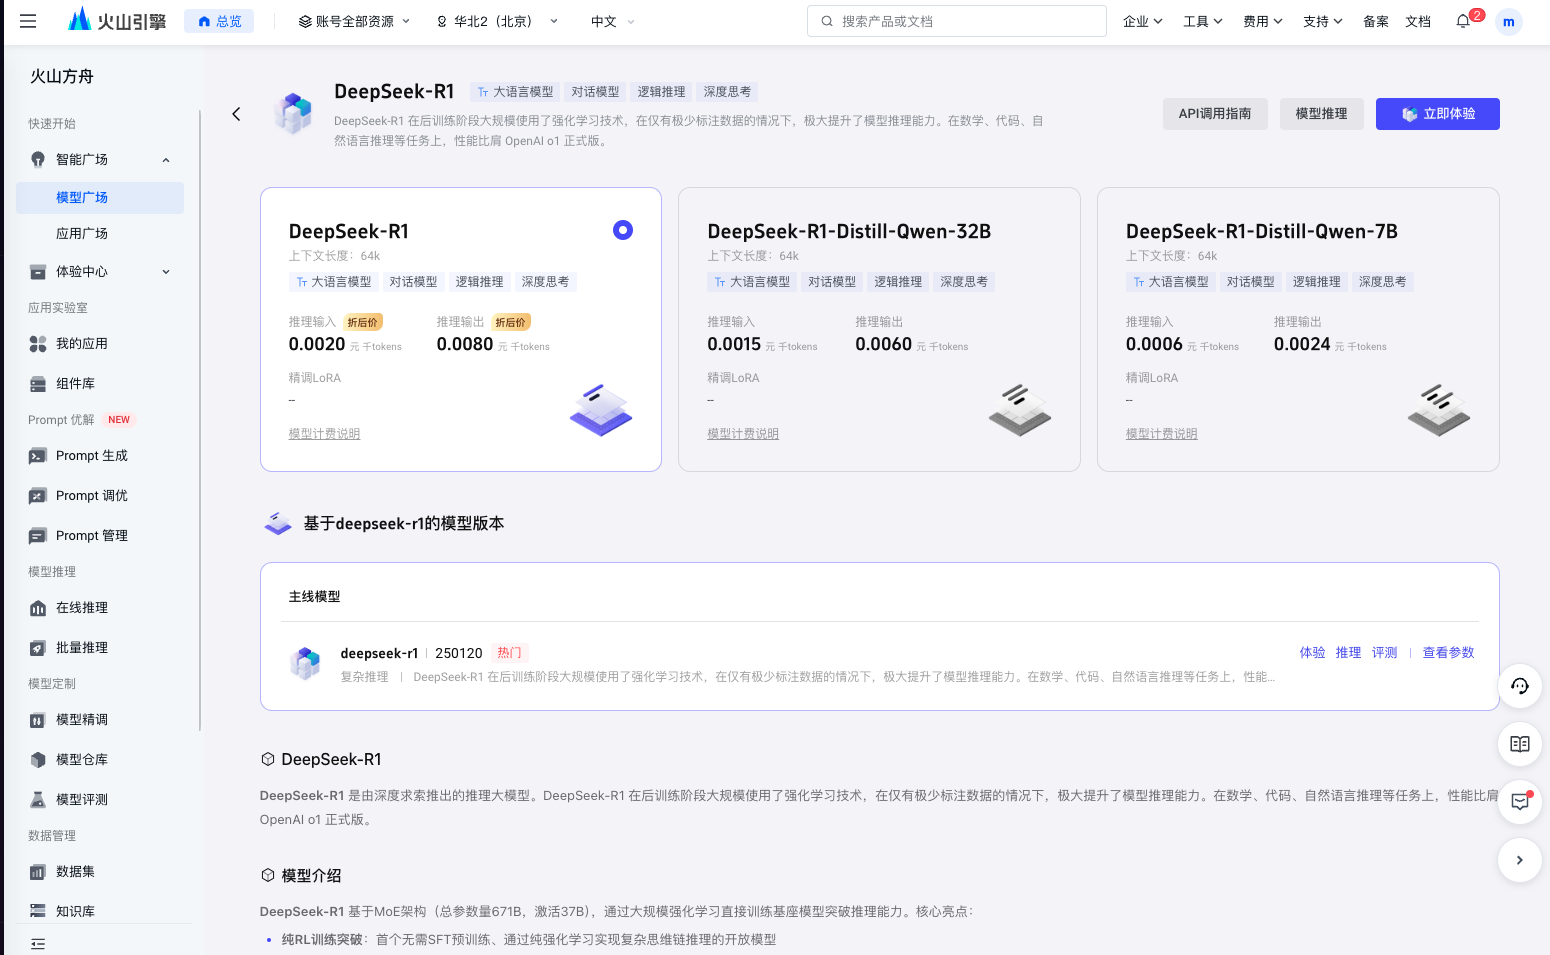 火山引擎
总览
账号全部资源
华北2（北京）
中文
搜索产品或文档
企业
工具
费用
支持
备案
文档
2
m
火山方舟
快速开始
智能广场
模型广场
应用广场
体验中心
应用实验室
我的应用
组件库
Prompt 优解 NEW
Prompt 生成
Prompt 调优
Prompt 管理
模型推理
在线推理
批量推理
模型定制
模型精调
模型仓库
模型评测
数据管理
数据集
知识库
DeepSeek-R1 Tт 大语言模型 对话模型 逻辑推理 深度思考
DeepSeek-R1 在后训练阶段大规模使用了强化学习技术，在仅有极少标注数据的情况下，极大提升了模型推理能力。在数学、代码、自
然语言推理等任务上，性能比肩 OpenAI o1 正式版。
API调用指南
模型推理
立即体验
DeepSeek-R1
上下文长度：64k
Tт 大语言模型 对话模型 逻辑推理 深度思考
推理输入 折后价 推理输出 折后价
0.0020 元 千tokens 0.0080 元 千tokens
精调LoRA
--
模型计费说明
DeepSeek-R1-Distill-Qwen-32B
上下文长度：64k
Tт 大语言模型 对话模型 逻辑推理 深度思考
推理输入 推理输出
0.0015 元 千tokens 0.0060 元 千tokens
精调LoRA
--
模型计费说明
DeepSeek-R1-Distill-Qwen-7B
上下文长度：64k
Tт 大语言模型 对话模型 逻辑推理 深度思考
推理输入 推理输出
0.0006 元 千tokens 0.0024 元 千tokens
精调LoRA
--
模型计费说明
基于deepseek-r1的模型版本
主线模型
deepseek-r1 | 250120 热门
体验 推理 评测 | 查看参数
复杂推理 | DeepSeek-R1 在后训练阶段大规模使用了强化学习技术，在仅有极少标注数据的情况下，极大提升了模型推理能力。在数学、代码、自然语言推理等任务上，性能...
DeepSeek-R1
DeepSeek-R1 是由深度求索推出的推理大模型。DeepSeek-R1 在后训练阶段大规模使用了强化学习技术，在仅有极少标注数据的情况下，极大提升了模型推理能力。在数学、代码、自然语言推理等任务上，性能比肩
OpenAI o1 正式版。
模型介绍
DeepSeek-R1 基于MoE架构（总参数量671B，激活37B），通过大规模强化学习直接训练基座模型突破推理能力。核心亮点：
• 纯RL训练突破：首个无需SFT预训练、通过纯强化学习实现复杂思维链推理的开放模型